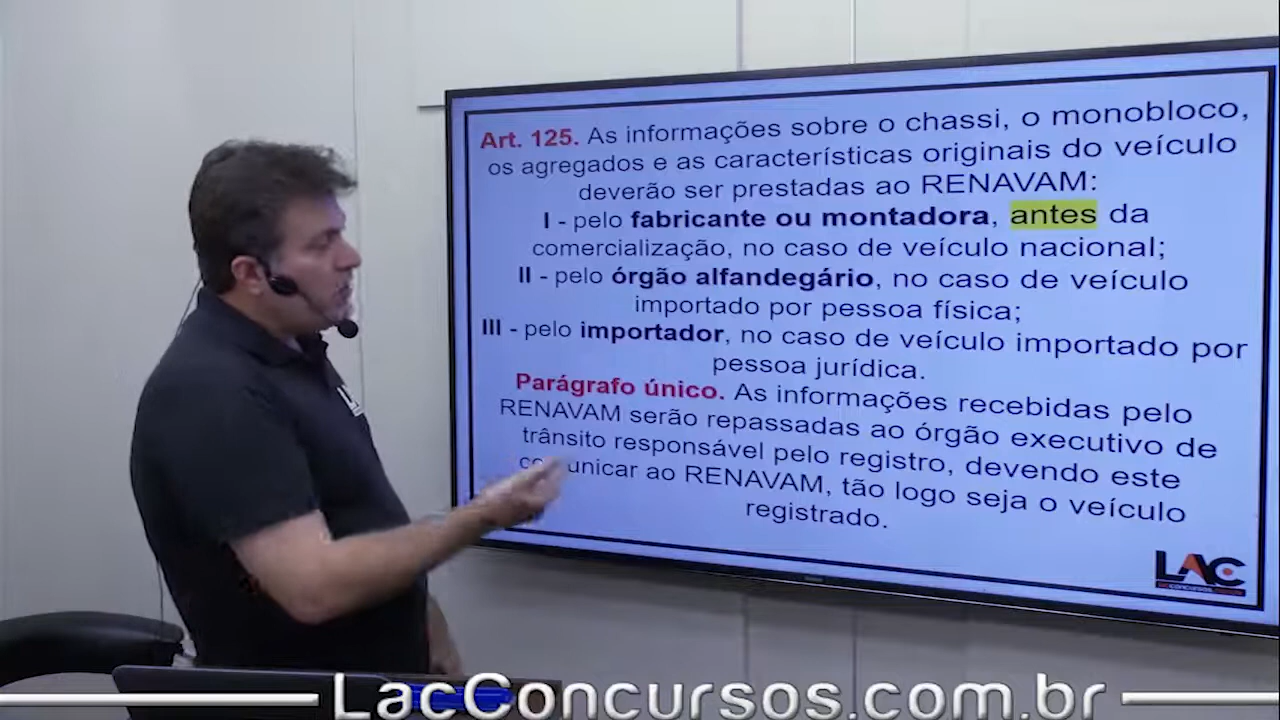 Art. 125. As informações sobre o chassi, o monobloco,
os agregados e as características originais do veículo
deverão ser prestadas ao RENAVAM:
I - pelo fabricante ou montadora, antes da
comercialização, no caso de veículo nacional;
II - pelo órgão alfandegário, no caso de veículo
importado por pessoa física;
III - pelo importador, no caso de veículo importado por
pessoa jurídica.
Parágrafo único. As informações recebidas pelo
RENAVAM serão repassadas ao órgão executivo de
trânsito responsável pelo registro, devendo este
comunicar ao RENAVAM, tão logo seja o veículo
registrado.
LAC
LacConcursos.com.br